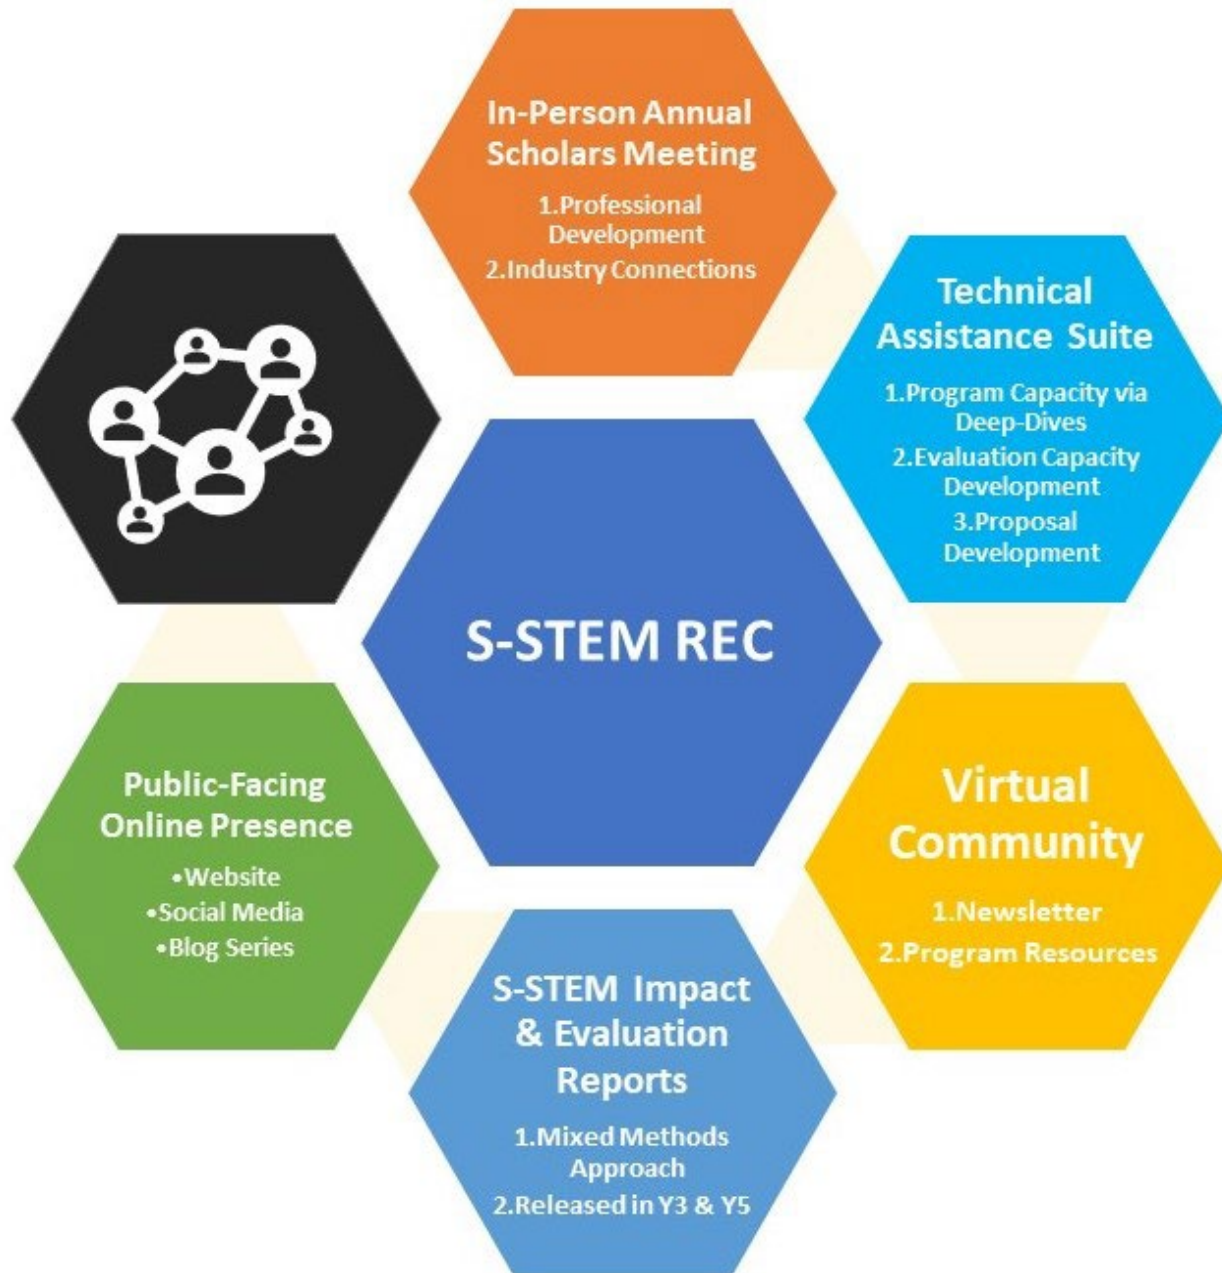 In-Person Annual
Scholars Meeting
1.Professional
Development
2.Industry Connections
Technical
Assistance Suite
1.Program Capacity via
Deep-Dives
2.Evaluation Capacity
Development
3.Proposal
Development
S-STEM REC
Virtual
Community
1.Newsletter
2.Program Resources
S-STEM Impact
& Evaluation
Reports
1.Mixed Methods
Approach
2.Released in Y3 & Y5
Public-Facing
Online Presence
•Website
•Social Media
•Blog Series